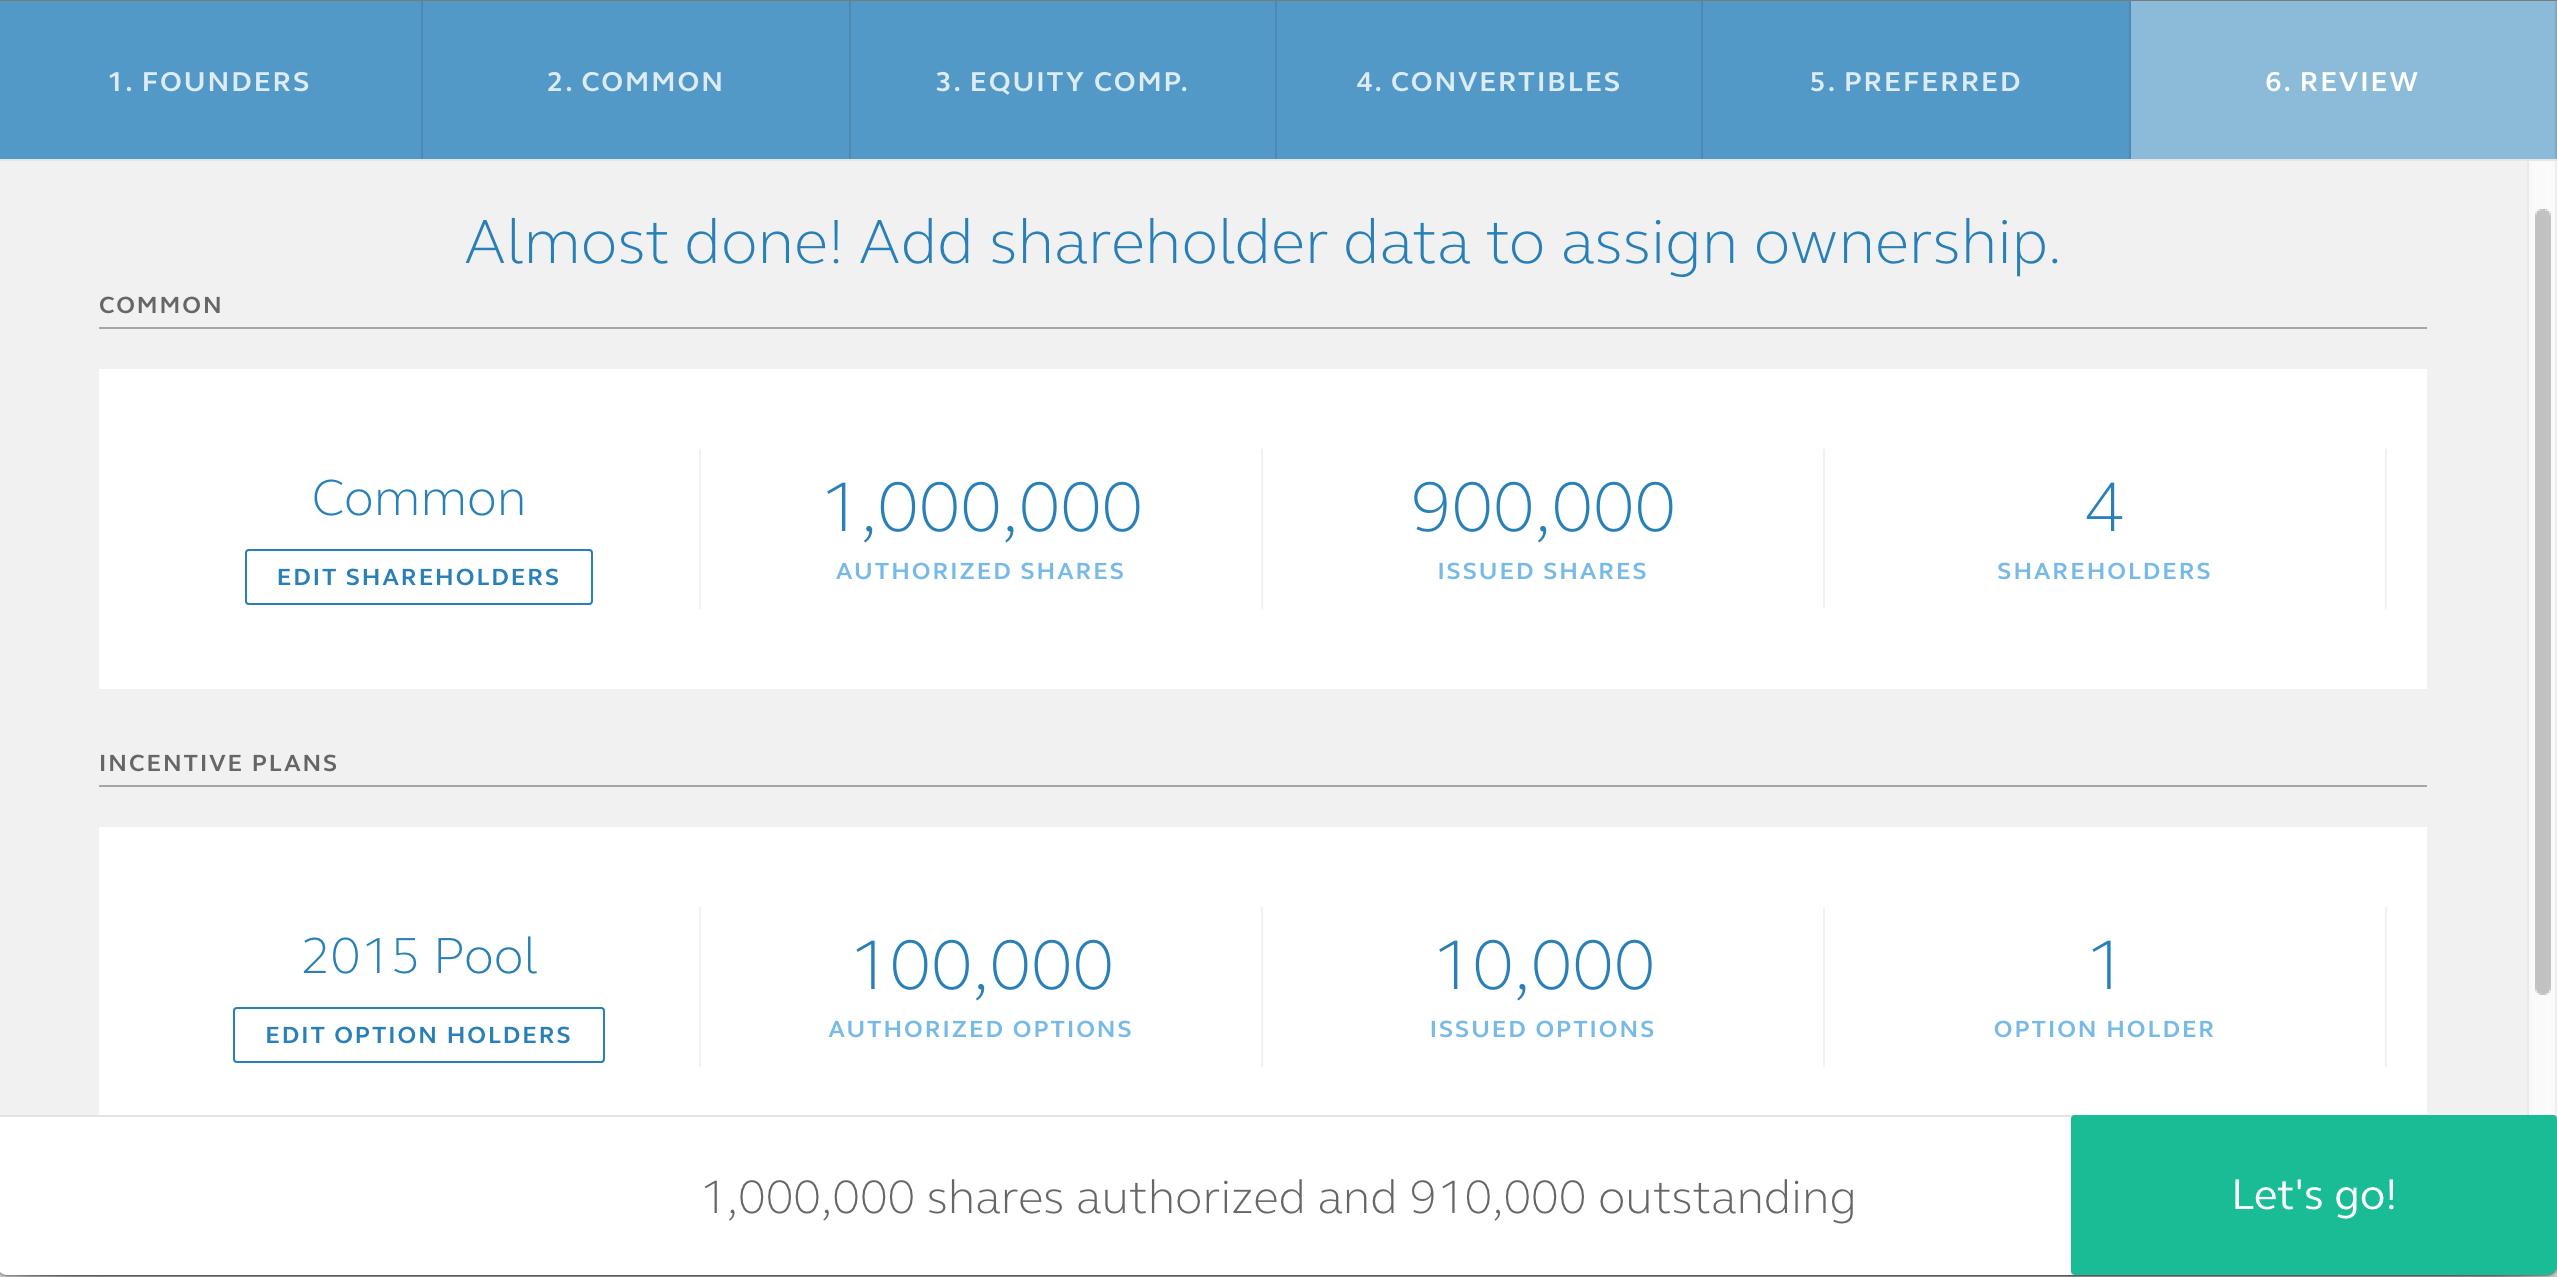 1. FOUNDERS
2. COMMON
3. EQUITY COMP.
4. CONVERTIBLES
5. PREFERRED
6. REVIEW
Almost done! Add shareholder data to assign ownership.
COMMON
Common
EDIT SHAREHOLDERS
1,000,000
AUTHORIZED SHARES
900,000
ISSUED SHARES
4
SHAREHOLDERS
INCENTIVE PLANS
2015 Pool
EDIT OPTION HOLDERS
100,000
AUTHORIZED OPTIONS
10,000
ISSUED OPTIONS
1
OPTION HOLDER
1,000,000 shares authorized and 910,000 outstanding
Let's go!